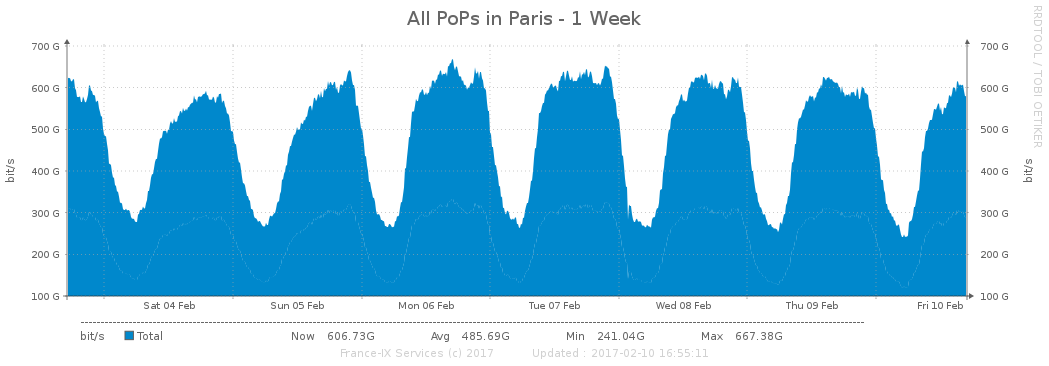 All PoPs in Paris - 1 Week
RRDTOOL / TOBI OETIKER
700 G 700 G
600 G 600 G
500 G 500 G
400 G 400 G
300 G 300 G
200 G 200 G
100 G 100 G
bit/s bit/s
Sat 04 Feb Sun 05 Feb Mon 06 Feb Tue 07 Feb Wed 08 Feb Thu 09 Feb Fri 10 Feb
bit/s Total Now 606.73G Avg 485.69G Min 241.04G Max 667.38G
France-IX Services (c) 2017 Updated : 2017-02-10 16:55:11